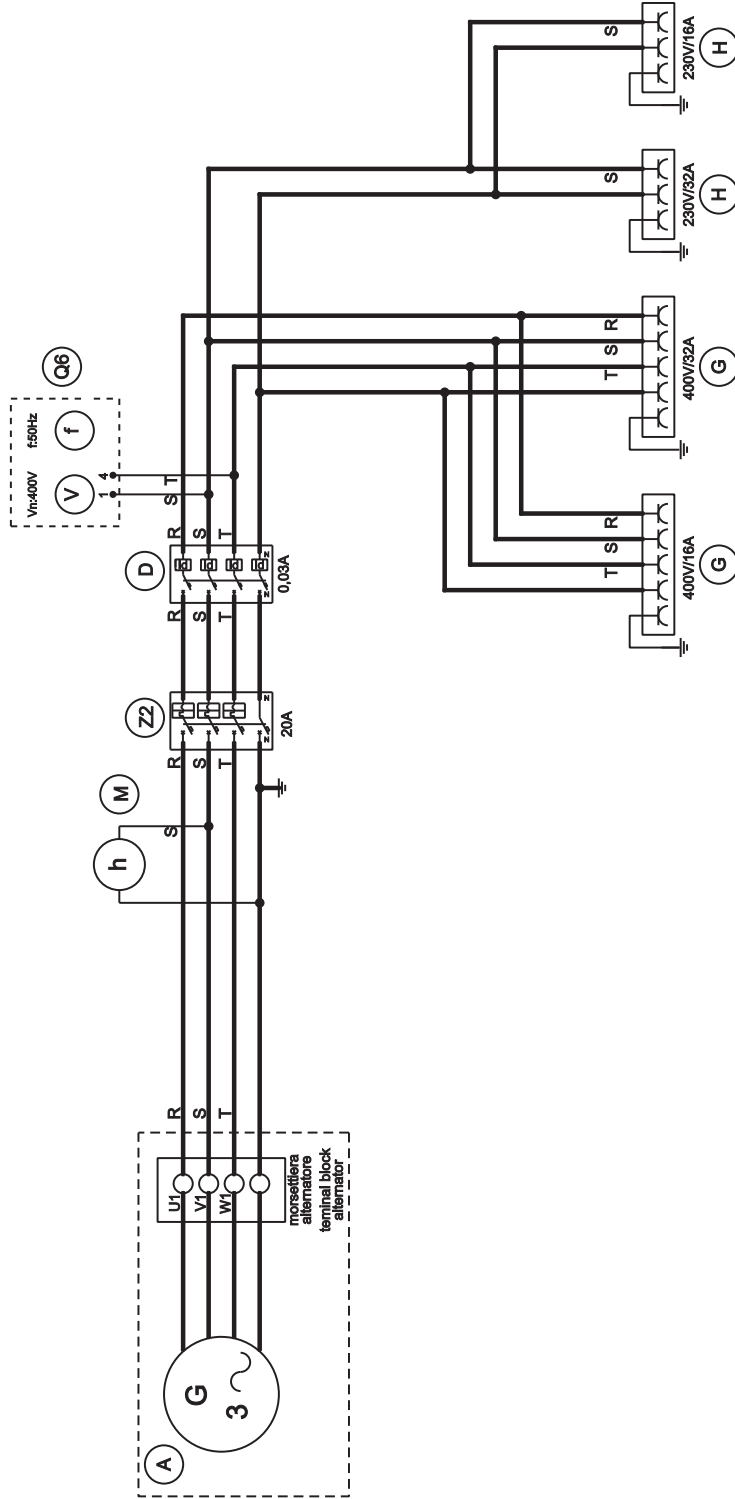 Q6
Vn:400V f:50Hz
V
f
1
4
S
T
D
R
S
T
N
R
S
T
N
0,03A
Z2
N
R
S
T
N
20A
M
h
S
R
S
T
U1
V1
W1
morsettiera
alternatore
teminal block
alternator
G
3
A
S
230V/16A
H
S
230V/32A
H
R
S
T
400V/32A
G
R
S
T
400V/16A
G